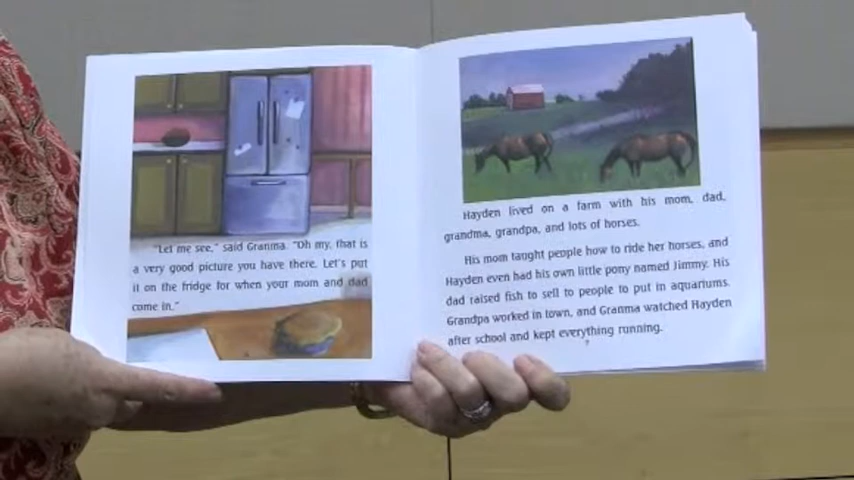 "Let me see," said Granma. "Oh my, that is
a very good picture you have there. Let's put
it on the fridge for when your mom and dad
come in."
Hayden lived on a farm with his mom, dad,
grandma, grandpa, and lots of horses.
His mom taught people how to ride her horses, and
Hayden even had his own little pony named Jimmy. His
dad raised fish to sell to people to put in aquariums.
Grandpa worked in town, and Granma watched Hayden
after school and kept everything running.